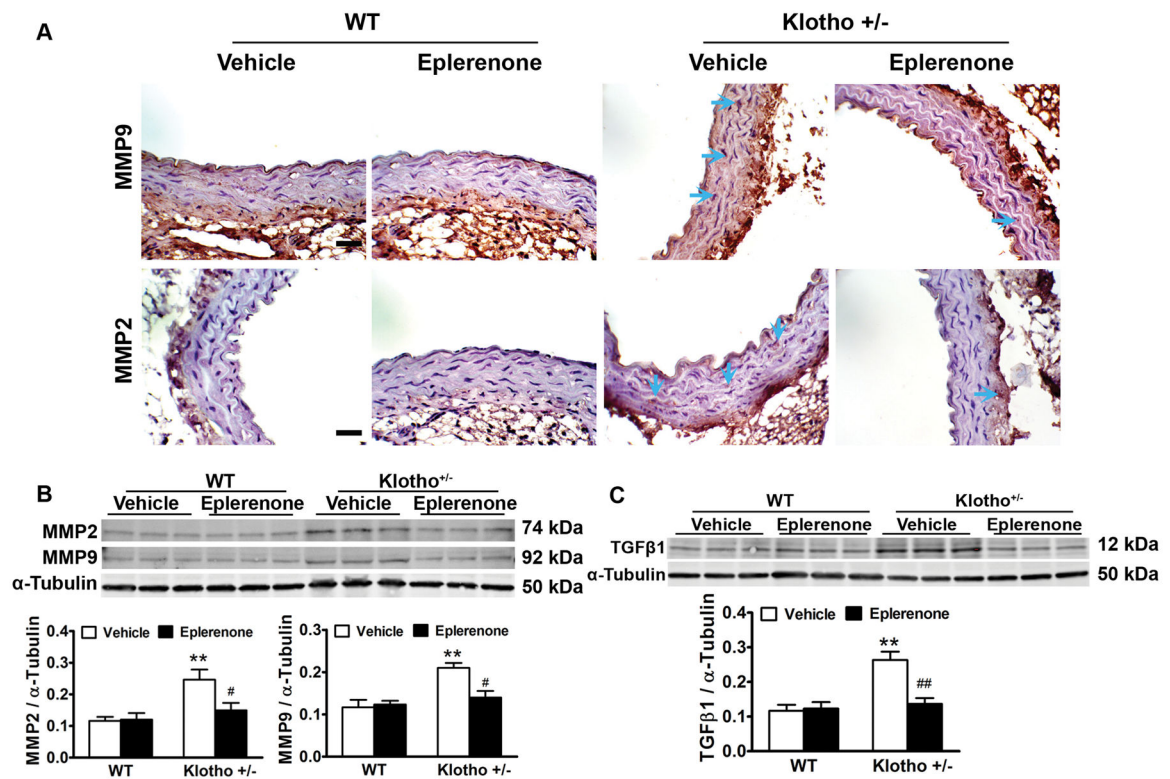 A
WT
Klotho +/-
Vehicle
Eplerenone
Vehicle
Eplerenone
MMP9
MMP2
B
WT
Klotho+/-
Vehicle
Eplerenone
Vehicle
Eplerenone
MMP2
74 kDa
MMP9
92 kDa
α-Tubulin
50 kDa
MMP2 / α-Tubulin
0.4
0.3
0.2
0.1
0.0
Vehicle
Eplerenone
**
#
WT
Klotho +/-
MMP9 / α-Tubulin
0.3
0.2
0.1
0.0
Vehicle
Eplerenone
**
#
WT
Klotho +/-
C
WT
Klotho+/-
Vehicle
Eplerenone
Vehicle
Eplerenone
TGFβ1
12 kDa
α-Tubulin
50 kDa
TGFβ1 / α-Tubulin
0.4
0.3
0.2
0.1
0.0
Vehicle
Eplerenone
**
##
WT
Klotho +/-